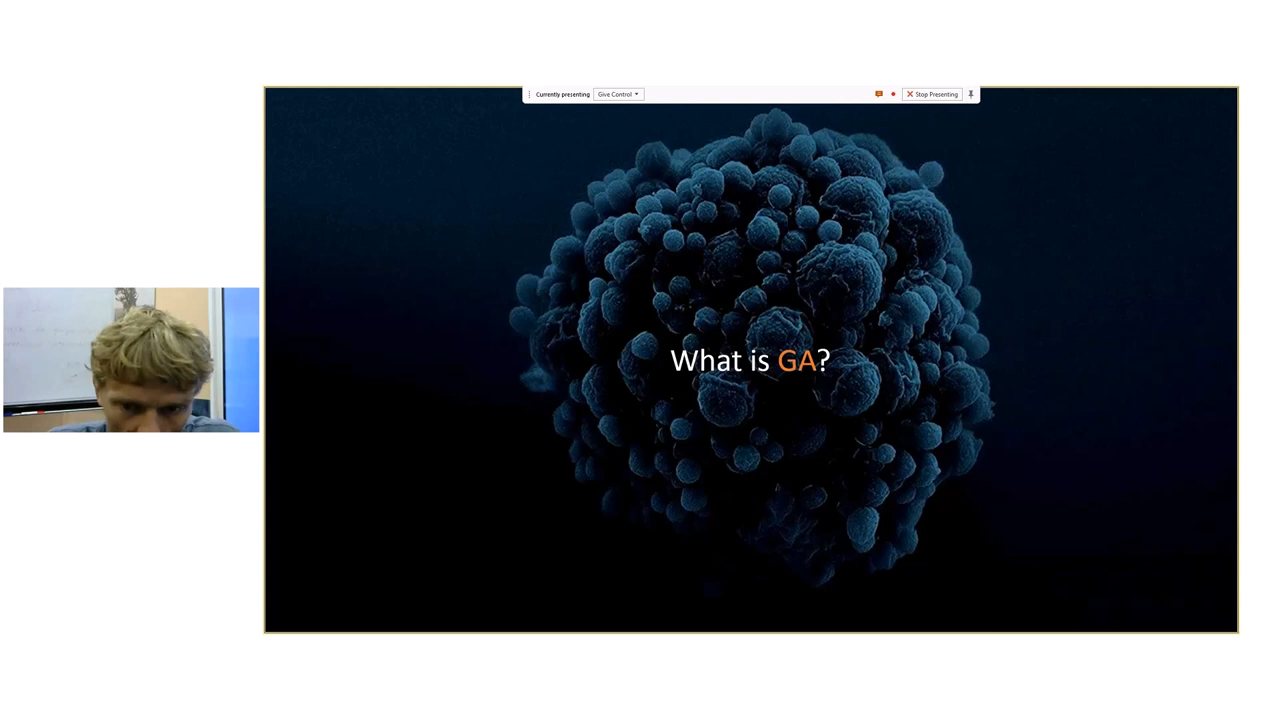 Currently presenting
Give Control
Stop Presenting
What is GA?